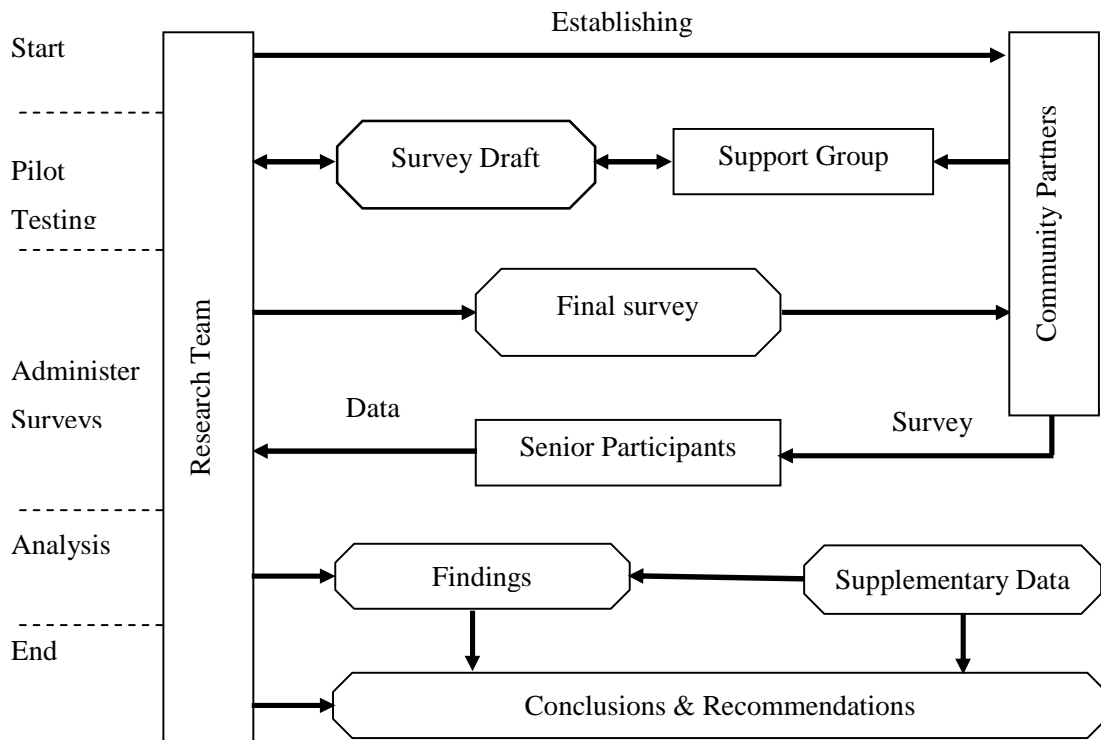 Establishing
Start
Pilot
Testing
Survey Draft
Support Group
Community Partners
Final survey
Research Team
Administer
Surveys
Data
Survey
Senior Participants
Analysis
Findings
Supplementary Data
End
Conclusions & Recommendations